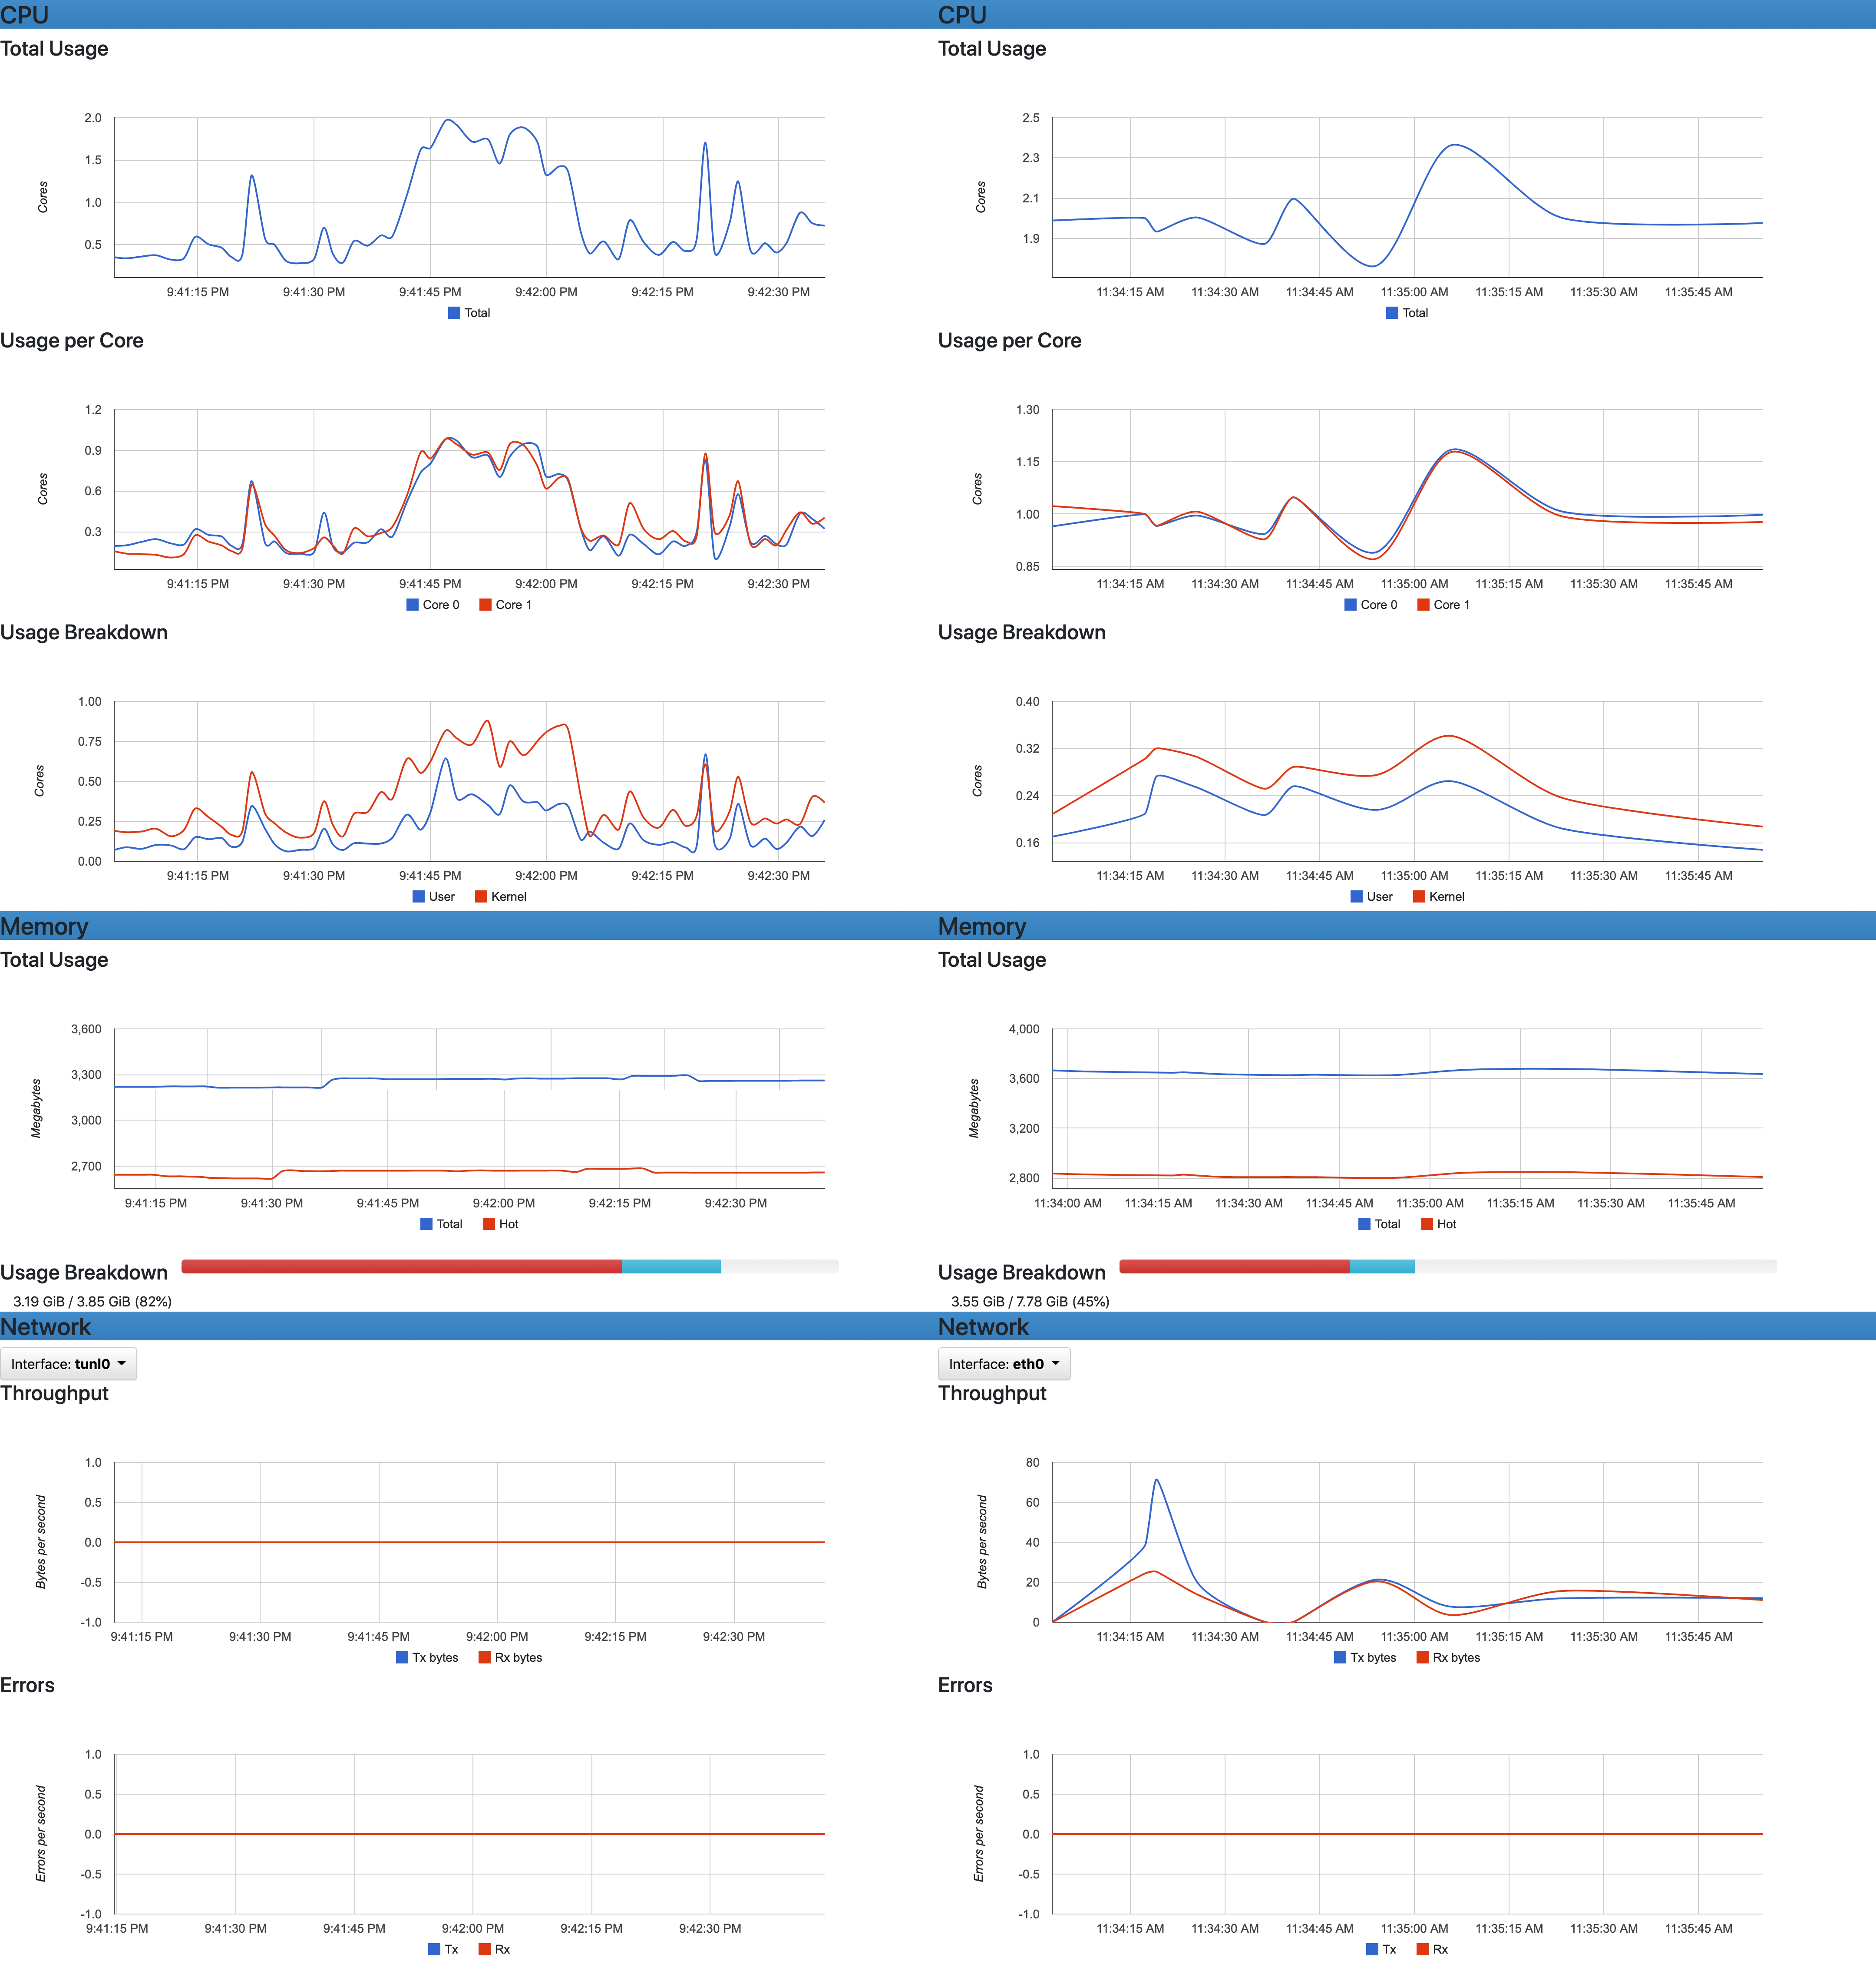 CPU
Total Usage
Cores
2.0
1.5
1.0
0.5
9:41:15 PM 9:41:30 PM 9:41:45 PM 9:42:00 PM 9:42:15 PM 9:42:30 PM
Total
Usage per Core
Cores
1.2
0.9
0.6
0.3
9:41:15 PM 9:41:30 PM 9:41:45 PM 9:42:00 PM 9:42:15 PM 9:42:30 PM
Core 0 Core 1
Usage Breakdown
Cores
1.00
0.75
0.50
0.25
0.00
9:41:15 PM 9:41:30 PM 9:41:45 PM 9:42:00 PM 9:42:15 PM 9:42:30 PM
User Kernel
Memory
Total Usage
Megabytes
3,600
3,300
3,000
2,700
9:41:15 PM 9:41:30 PM 9:41:45 PM 9:42:00 PM 9:42:15 PM 9:42:30 PM
Total Hot
Usage Breakdown
3.19 GiB / 3.85 GiB (82%)
Network
Interface: tunl0
Throughput
Bytes per second
1.0
0.5
0.0
-0.5
-1.0
9:41:15 PM 9:41:30 PM 9:41:45 PM 9:42:00 PM 9:42:15 PM 9:42:30 PM
Tx bytes Rx bytes
Errors
Errors per second
1.0
0.5
0.0
-0.5
-1.0
9:41:15 PM 9:41:30 PM 9:41:45 PM 9:42:00 PM 9:42:15 PM 9:42:30 PM
Tx Rx
CPU
Total Usage
Cores
2.5
2.3
2.1
1.9
11:34:15 AM 11:34:30 AM 11:34:45 AM 11:35:00 AM 11:35:15 AM 11:35:30 AM 11:35:45 AM
Total
Usage per Core
Cores
1.30
1.15
1.00
0.85
11:34:15 AM 11:34:30 AM 11:34:45 AM 11:35:00 AM 11:35:15 AM 11:35:30 AM 11:35:45 AM
Core 0 Core 1
Usage Breakdown
Cores
0.40
0.32
0.24
0.16
11:34:15 AM 11:34:30 AM 11:34:45 AM 11:35:00 AM 11:35:15 AM 11:35:30 AM 11:35:45 AM
User Kernel
Memory
Total Usage
Megabytes
4,000
3,600
3,200
2,800
11:34:00 AM 11:34:15 AM 11:34:30 AM 11:34:45 AM 11:35:00 AM 11:35:15 AM 11:35:30 AM 11:35:45 AM
Total Hot
Usage Breakdown
3.55 GiB / 7.78 GiB (45%)
Network
Interface: eth0
Throughput
Bytes per second
80
60
40
20
0
11:34:15 AM 11:34:30 AM 11:34:45 AM 11:35:00 AM 11:35:15 AM 11:35:30 AM 11:35:45 AM
Tx bytes Rx bytes
Errors
Errors per second
1.0
0.5
0.0
-0.5
-1.0
11:34:15 AM 11:34:30 AM 11:34:45 AM 11:35:00 AM 11:35:15 AM 11:35:30 AM 11:35:45 AM
Tx Rx